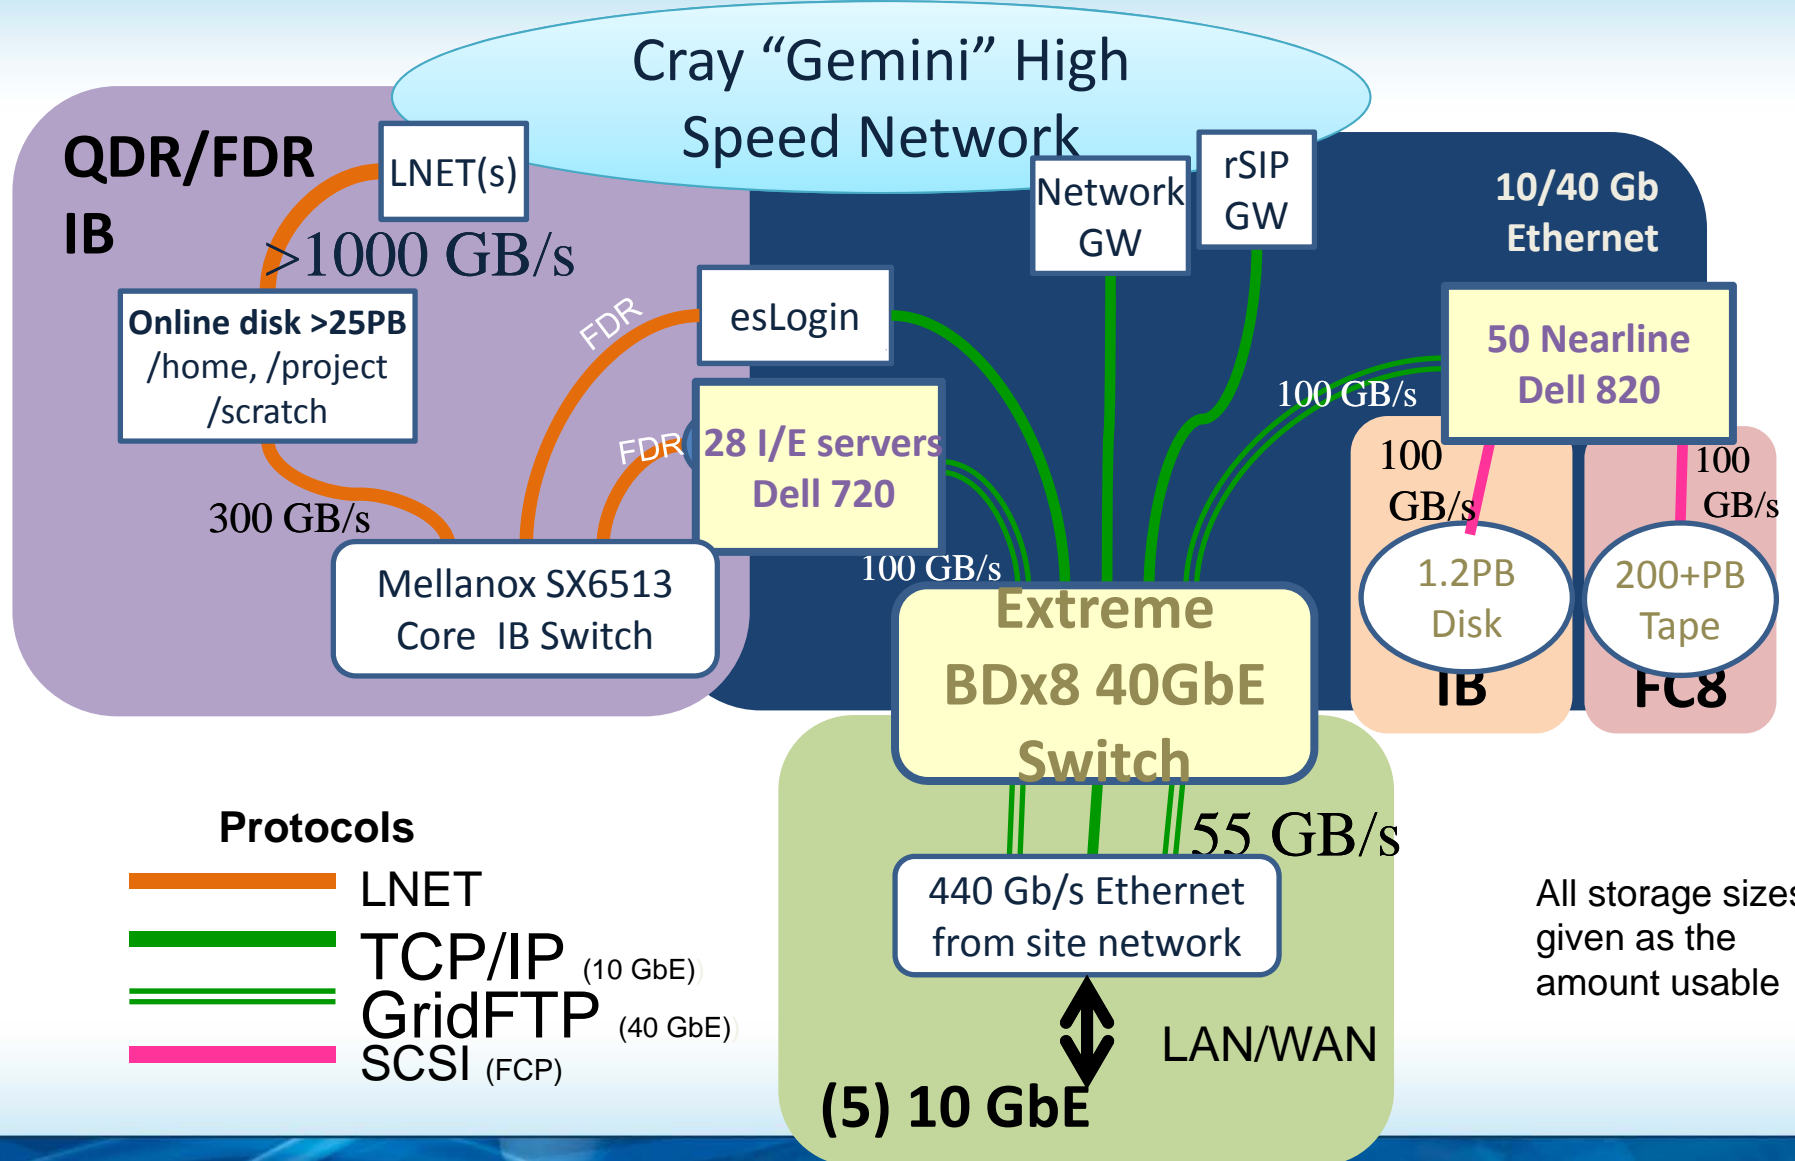 Cray “Gemini” High
Speed Network
QDR/FDR
IB
LNET(s)
>1000 GB/s
Network
GW
rSIP
GW
10/40 Gb
Ethernet
Online disk >25PB
/home, /project
/scratch
FDR
esLogin
50 Nearline
Dell 820
100 GB/s
FDR
28 I/E servers
Dell 720
300 GB/s
100
GB/s
100
GB/s
100 GB/s
Mellanox SX6513
Core IB Switch
Extreme
BDx8 40GbE
Switch
1.2PB
Disk
200+PB
Tape
IB
FC8
55 GB/s
440 Gb/s Ethernet
from site network
LAN/WAN
(5) 10 GbE
Protocols
LNET
TCP/IP (10 GbE)
GridFTP (40 GbE)
SCSI (FCP)
All storage sizes
given as the
amount usable